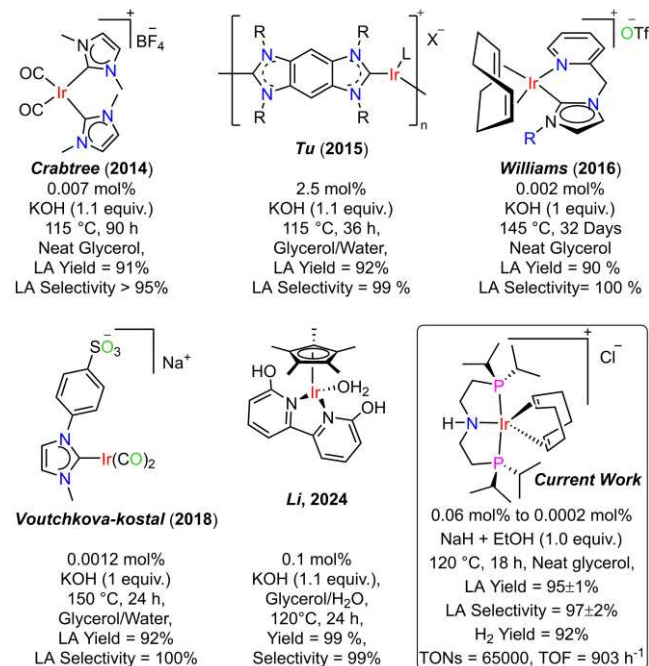 +
BF4
N
N
OC
Ir
OC
N
N
R
R
+
X−
N
N
L
Ir
N
N
R
R
n
+
−
OTf
N
Ir
N
N
R
Crabtree (2014)
0.007 mol%
KOH (1.1 equiv.)
115 °C, 90 h
Neat Glycerol,
LA Yield = 91%
LA Selectivity > 95%
Tu (2015)
2.5 mol%
KOH (1.1 equiv.)
115 °C, 36 h,
Glycerol/Water,
LA Yield = 92%
LA Selectivity = 99 %
Williams (2016)
0.002 mol%
KOH (1 equiv.)
145 °C, 32 Days
Neat Glycerol
LA Yield = 90 %
LA Selectivity= 100 %
−
SO3
Na+
N
N
Ir(CO)2
Voutchkova-kostal (2018)
0.0012 mol%
KOH (1 equiv.)
150 °C, 24 h,
Glycerol/Water,
LA Yield = 92%
LA Selectivity = 100%
HO
Ir
OH2
N
N
OH
Li, 2024
0.1 mol%
KOH (1.1 equiv.),
Glycerol/H2O,
120°C, 24 h,
Yield = 99 %,
Selectivity = 99%
+
Cl−
P
H
N
Ir
P
Current Work
0.06 mol% to 0.0002 mol%
NaH + EtOH (1.0 equiv.)
120 °C, 18 h, Neat glycerol,
LA Yield = 95±1%
LA Selectivity = 97±2%
H2 Yield = 92%
TONs = 65000, TOF = 903 h-1